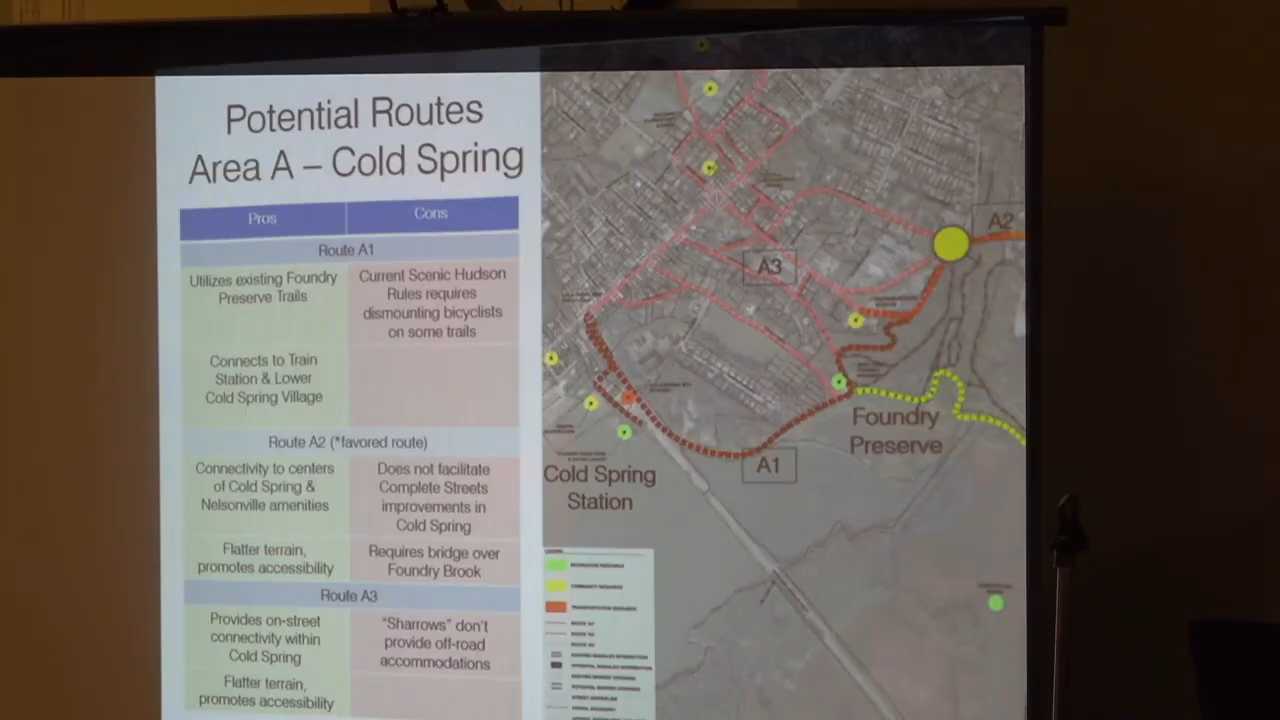 Potential Routes
Area A – Cold Spring
Pros
Cons
Route A1
Utilizes existing Foundry
Preserve Trails
Current Scenic Hudson
Rules requires
dismounting bicyclists
on some trails
Connects to Train
Station & Lower
Cold Spring Village
Route A2 (*favored route)
Connectivity to centers
of Cold Spring &
Nelsonville amenities
Does not facilitate
Complete Streets
improvements in
Cold Spring
Flatter terrain,
promotes accessibility
Requires bridge over
Foundry Brook
Route A3
Provides on-street
connectivity within
Cold Spring
"Sharrows" don't
provide off-road
accommodations
Flatter terrain,
promotes accessibility
A2
A3
Foundry
Preserve
A1
Cold Spring
Station